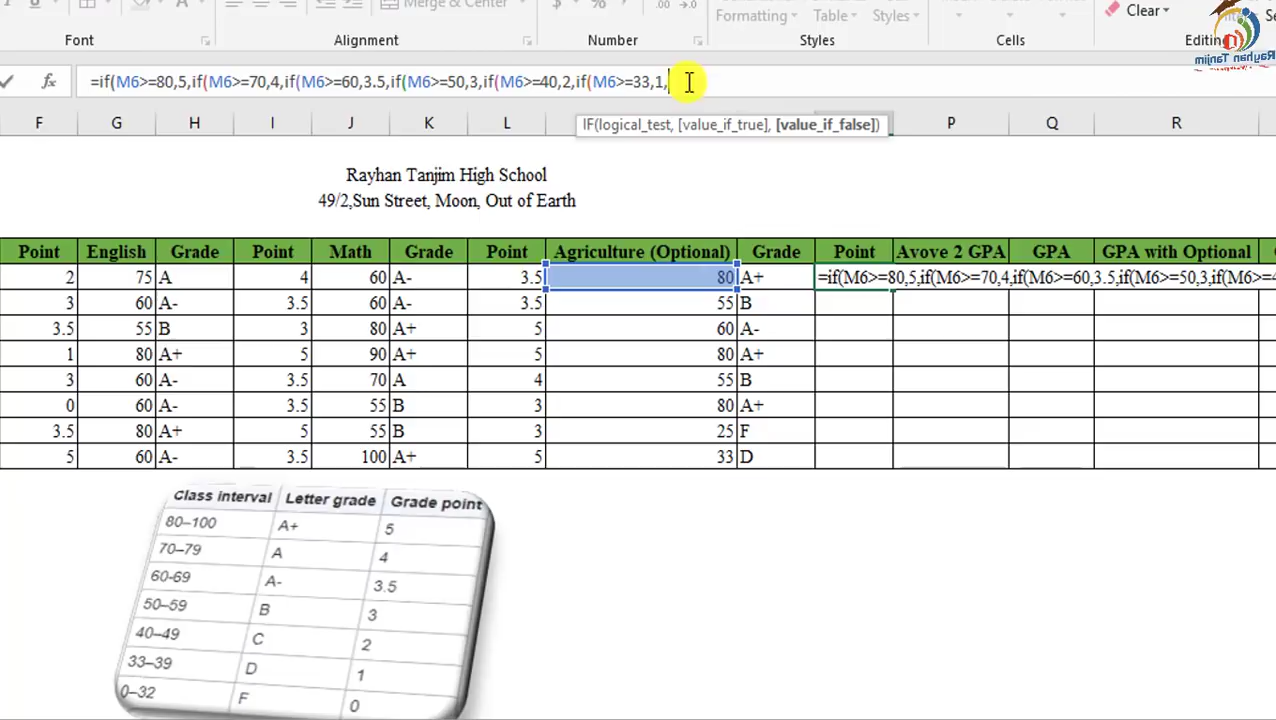 Merge & Center
$ %
Clear
Formatting Table Styles
Font Alignment Number Styles Cells Editing
Rayhan Tanjim
fx =if(M6>=80,5,if(M6>=70,4,if(M6>=60,3.5,if(M6>=50,3,if(M6>=40,2,if(M6>=33,1,
F G H I J K L P Q R
IF(logical_test, [value_if_true], [value_if_false])
Rayhan Tanjim High School
49/2,Sun Street, Moon, Out of Earth
Point English Grade Point Math Grade Point Agriculture (Optional) Grade Point Avove 2 GPA GPA GPA with Optional
2 75 A 4 60 A- 3.5 80 A+ =if(M6>=80,5,if(M6>=70,4,if(M6>=60,3.5,if(M6>=50,3,if(M6>=4
3 60 A- 3.5 60 A- 3.5 55 B
3.5 55 B 3 80 A+ 5 60 A-
1 80 A+ 5 90 A+ 5 80 A+
3 60 A- 3.5 70 A 4 55 B
0 60 A- 3.5 55 B 3 80 A+
3.5 80 A+ 5 55 B 3 25 F
5 60 A- 3.5 100 A+ 5 33 D
Class interval Letter grade Grade point
80–100 A+ 5
70–79 A 4
60-69 A- 3.5
50–59 B 3
40–49 C 2
33–39 D 1
0–32 F 0